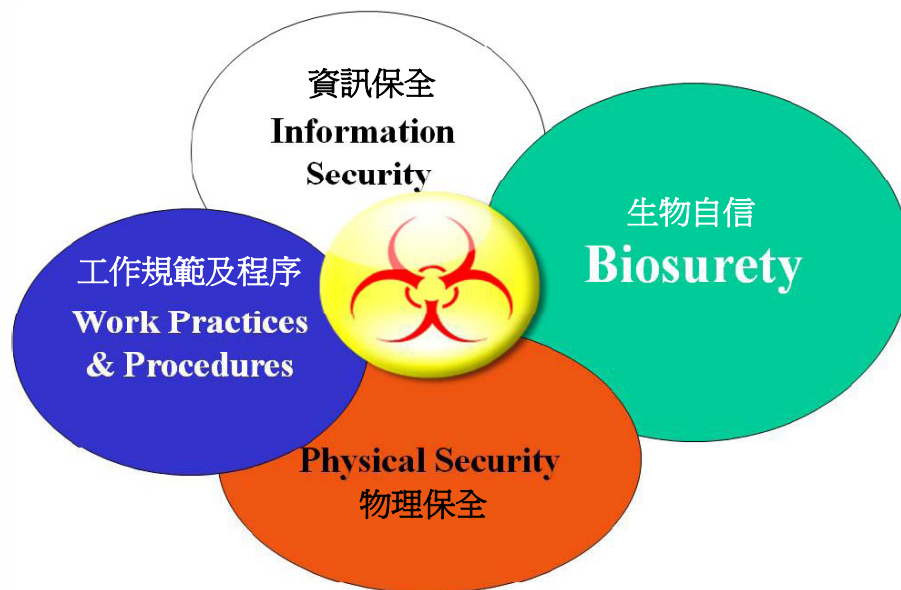 資訊保全
Information
Security
生物自信
Biosurety
工作規範及程序
Work Practices
& Procedures
Physical Security
物理保全